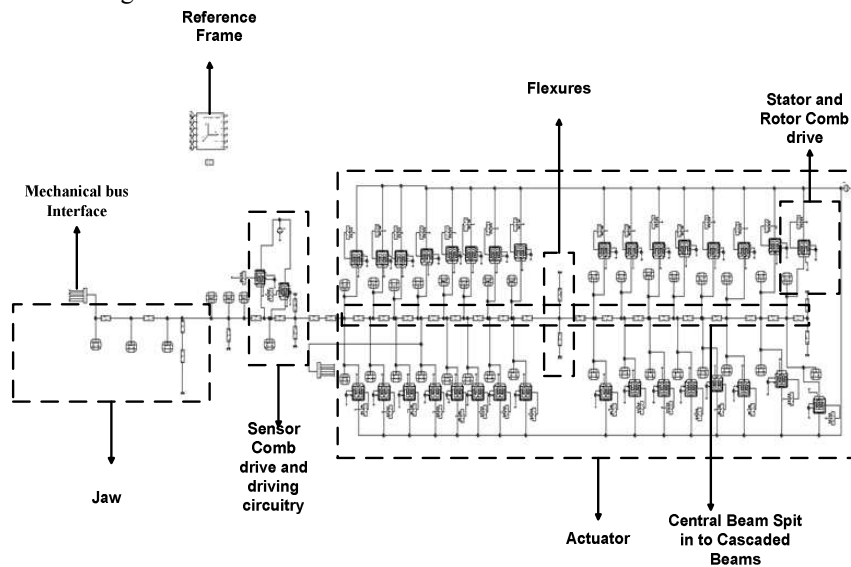 Reference
Frame
Flexures
Stator and
Rotor Comb
drive
Mechanical bus
Interface
Sensor
Comb
drive and
driving
circuitry
Jaw
Actuator
Central Beam Spit
in to Cascaded
Beams